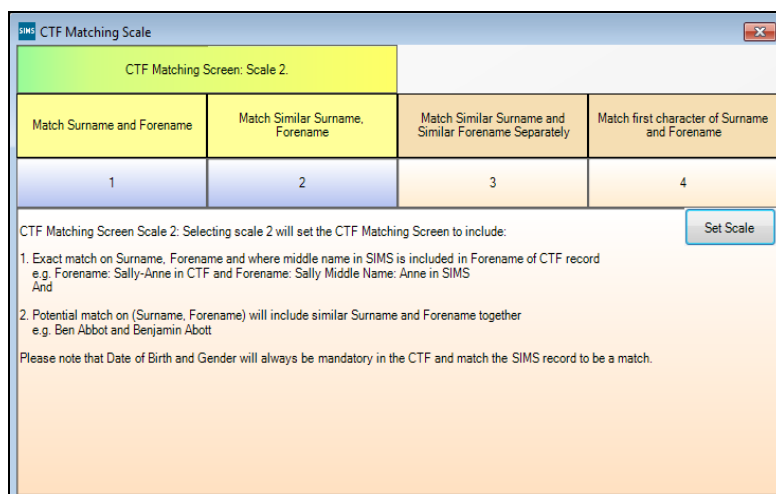 SIMS CTF Matching Scale
CTF Matching Screen: Scale 2.
Match Surname and Forename
Match Similar Surname,
Forename
Match Similar Surname and
Similar Forename Separately
Match first character of Surname
and Forename
1
2
3
4
CTF Matching Screen Scale 2: Selecting scale 2 will set the CTF Matching Screen to include:
Set Scale
1. Exact match on Surname, Forename and where middle name in SIMS is included in Forename of CTF record
e.g. Forename: Sally-Anne in CTF and Forename: Sally Middle Name: Anne in SIMS
And
2. Potential match on (Surname, Forename) will include similar Surname and Forename together
e.g. Ben Abbot and Benjamin Abott
Please note that Date of Birth and Gender will always be mandatory in the CTF and match the SIMS record to be a match.